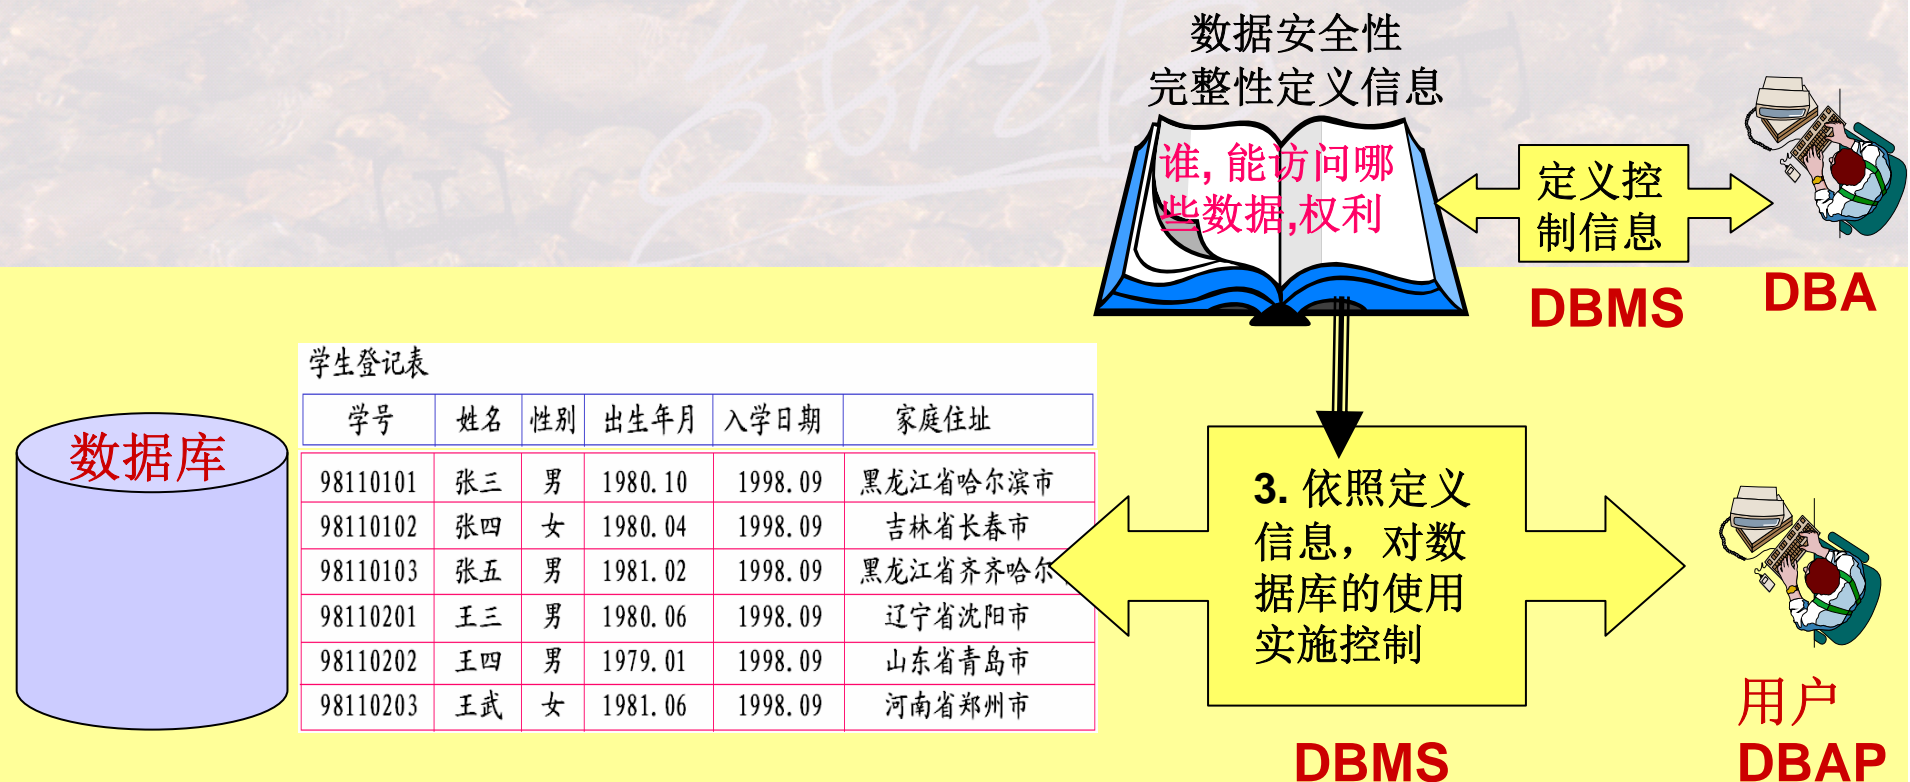 数据安全性
完整性定义信息
谁, 能访问哪
些数据,权利
定义控
制信息
DBMS
DBA
学生登记表
学号 姓名 性别 出生年月 入学日期 家庭住址
98110101 张三 男 1980.10 1998.09 黑龙江省哈尔滨市
98110102 张四 女 1980.04 1998.09 吉林省长春市
98110103 张五 男 1981.02 1998.09 黑龙江省齐齐哈尔
98110201 王三 男 1980.06 1998.09 辽宁省沈阳市
98110202 王四 男 1979.01 1998.09 山东省青岛市
98110203 王武 女 1981.06 1998.09 河南省郑州市
数据库
3. 依照定义
信息，对数
据库的使用
实施控制
DBMS
用户
DBAP